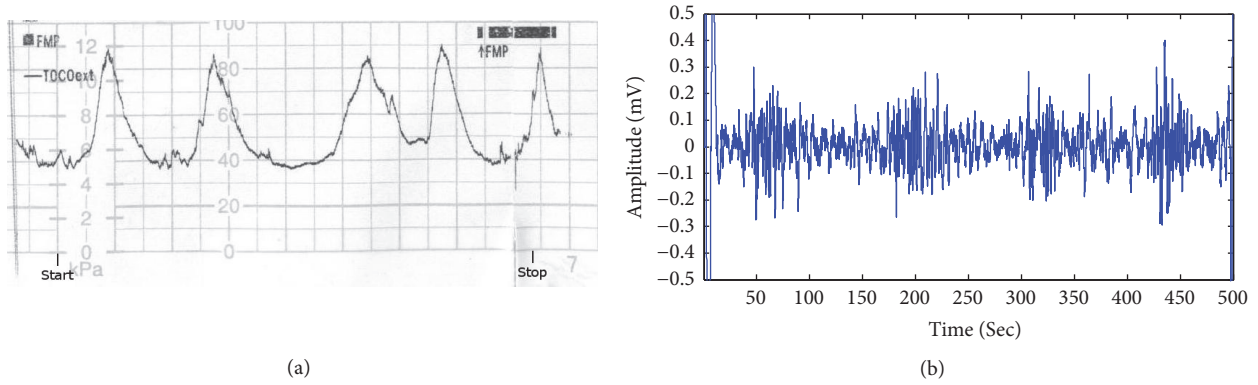 FMP
TOCOext
12
10
8
6
4
2
0
kPa
100
80
60
40
20
0
↑FMP
Start
Stop
7
(a)
0.5
0.4
0.3
0.2
0.1
0
−0.1
−0.2
−0.3
−0.4
−0.5
Amplitude (mV)
50 100 150 200 250 300 350 400 450 500
Time (Sec)
(b)